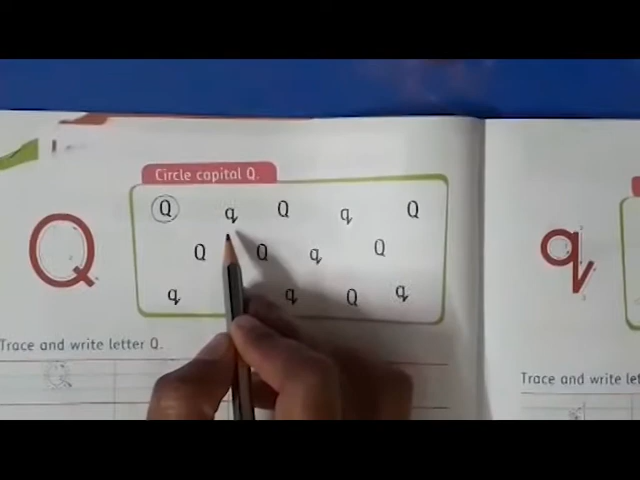 Circle capital Q.
Q q Q q Q
Q Q q Q
q q Q q
Q
Trace and write letter Q.
q
Trace and write let